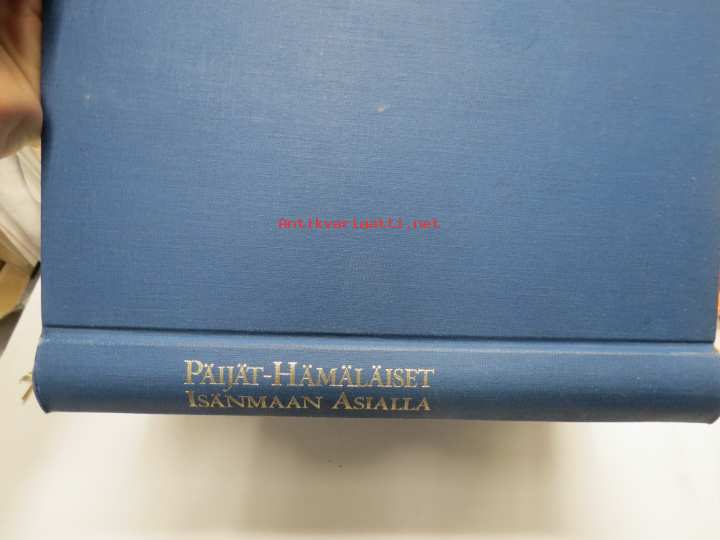 Antikvariaatti.net
PÄIJÄT-HÄMÄLÄISET
ISÄNMAAN ASIALLA